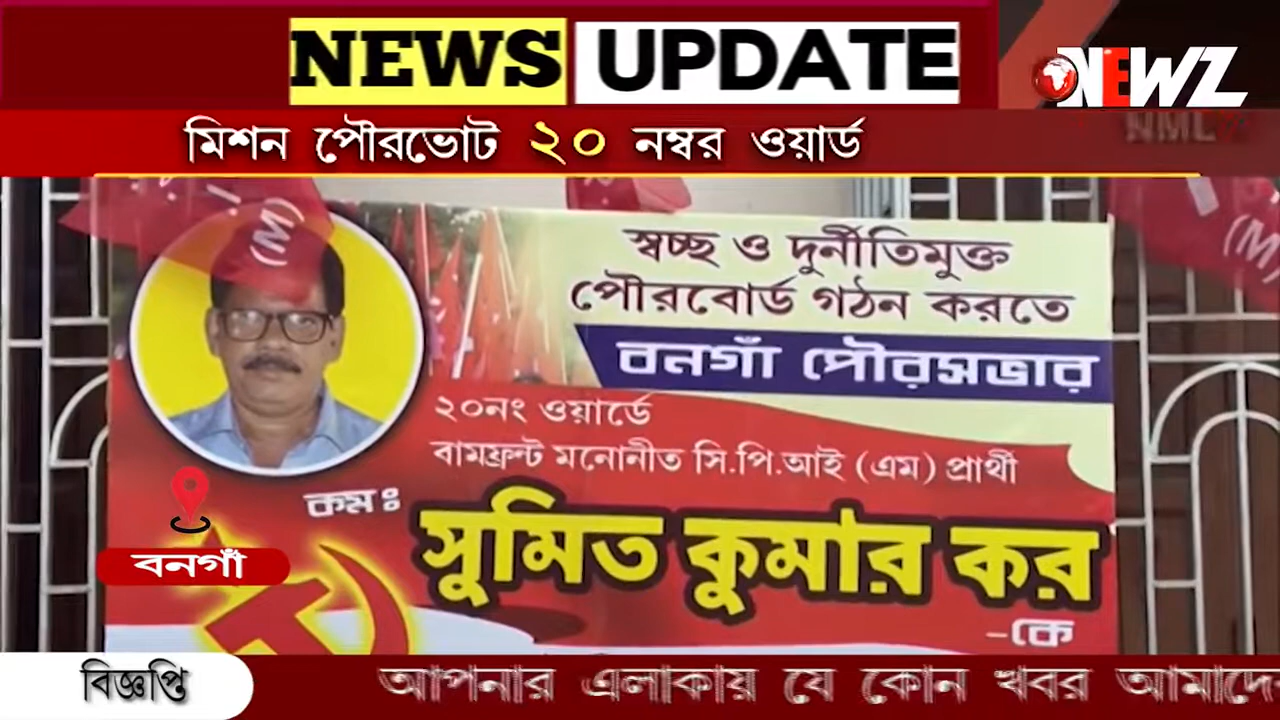 NEWS UPDATE
NEWZ
মিশন পৌরভোট ২০ নম্বর ওয়ার্ড
(M)
(M)
স্বচ্ছ ও দুর্নীতিমুক্ত
পৌরবোর্ড গঠন করতে
বনগাঁ পৌরসভার
২০নং ওয়ার্ডে
বামফ্রন্ট মনোনীত সি.পি.আই (এম) প্রার্থী
কমঃ
সুমিত কুমার কর
-কে
বনগাঁ
বিজ্ঞপ্তি
আপনার এলাকায় যে কোন খবর